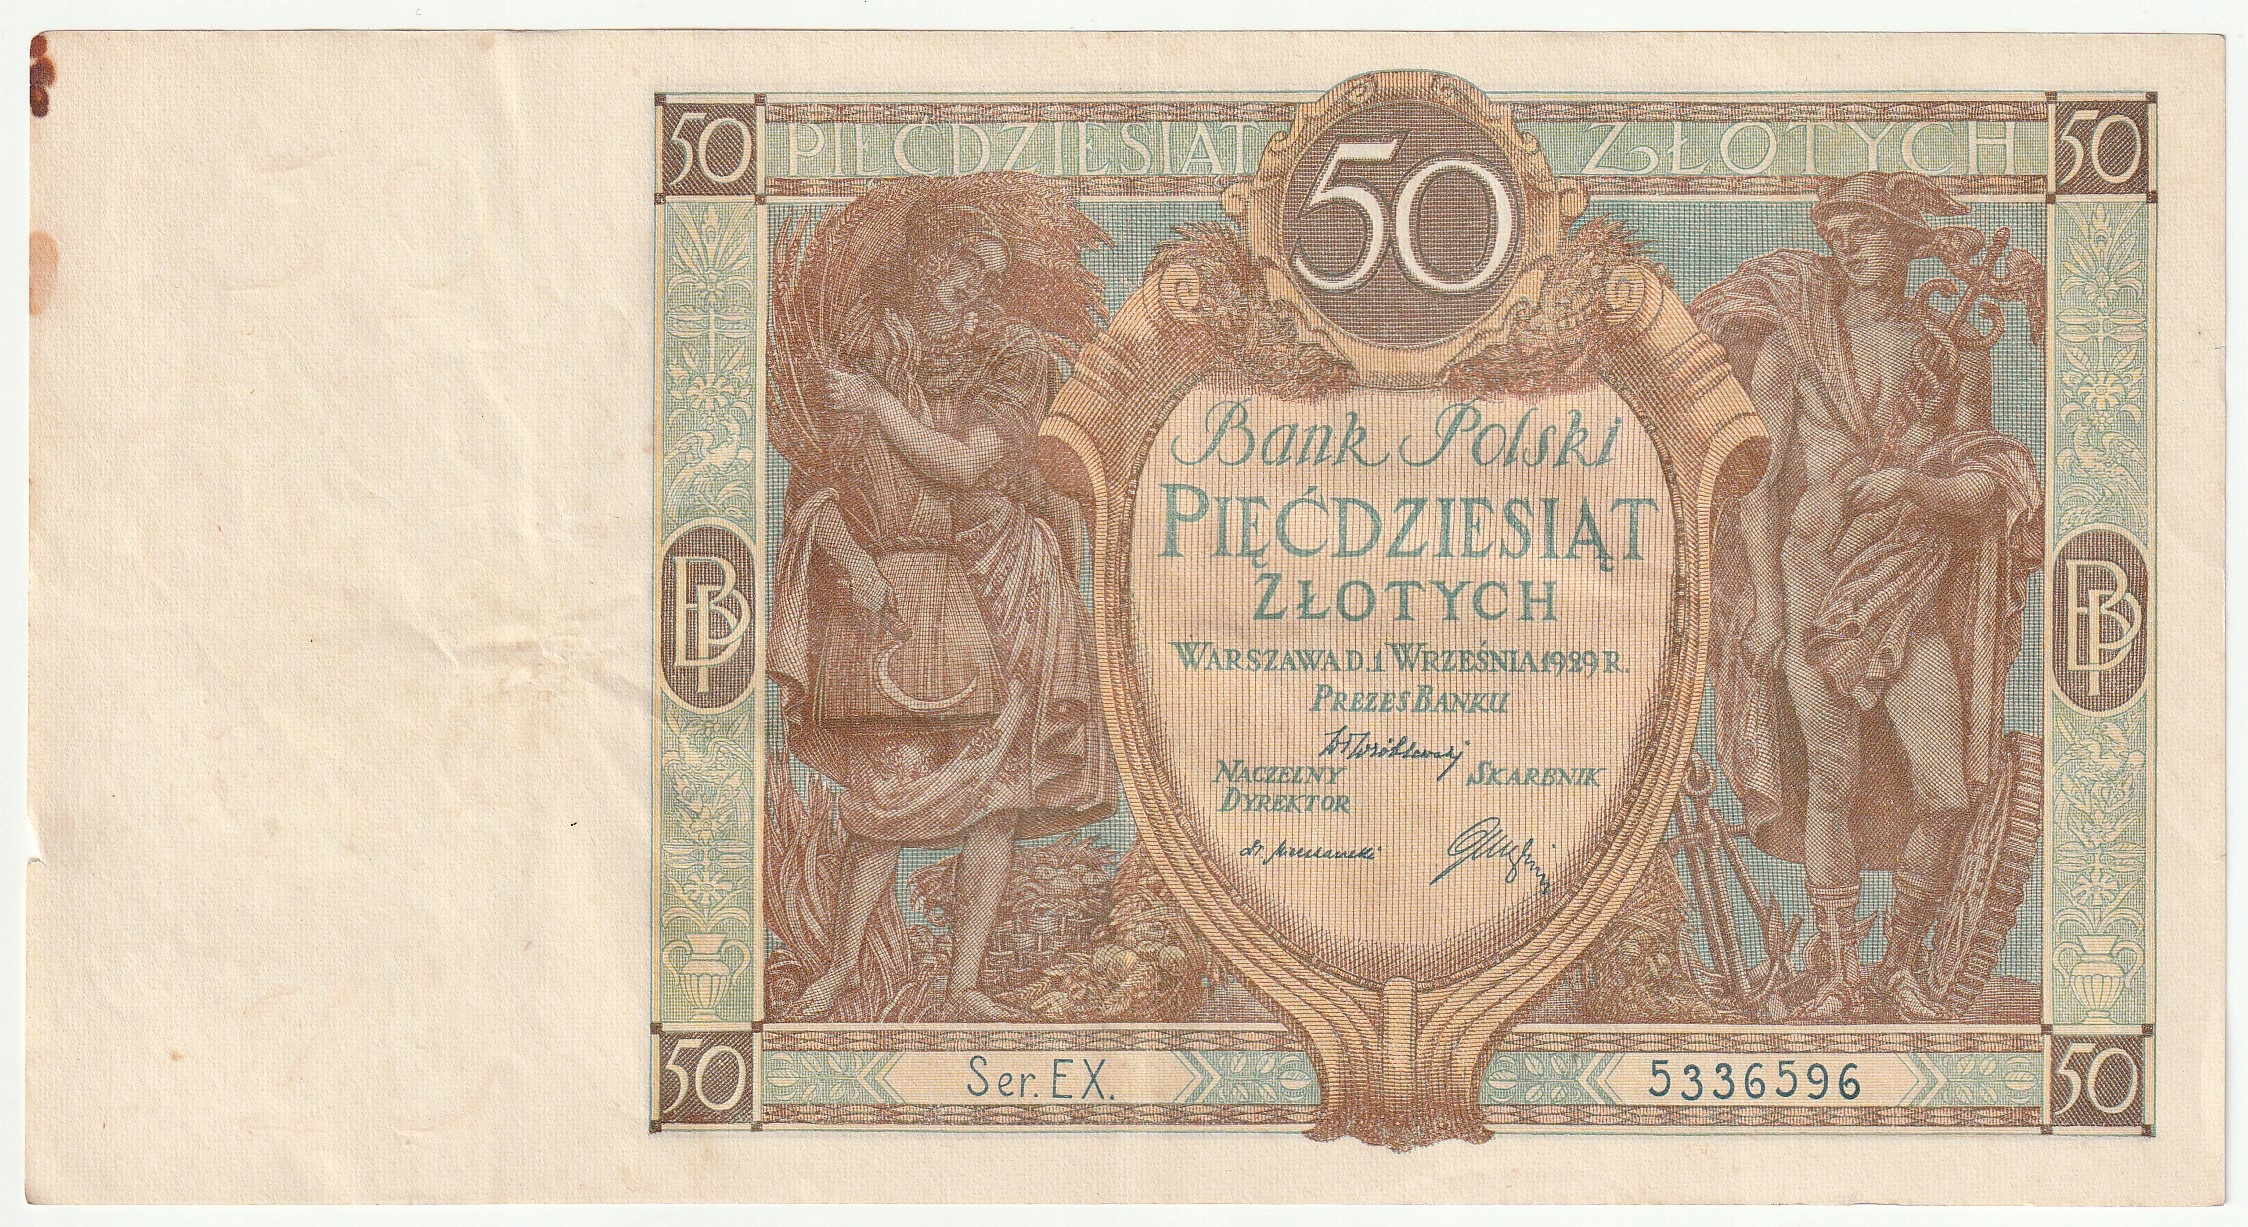 50 PIĘĆDZIESIĄT 50 ZŁOTYCH 50
Bank Polski
PIĘĆDZIESIĄT
ZŁOTYCH
WARSZAWA D. 1 WRZEŚNIA 1929 R.
PREZES BANKU
NACZELNY SKARBNIK
DYREKTOR
BP BP
50 Ser. EX. 5336596 50